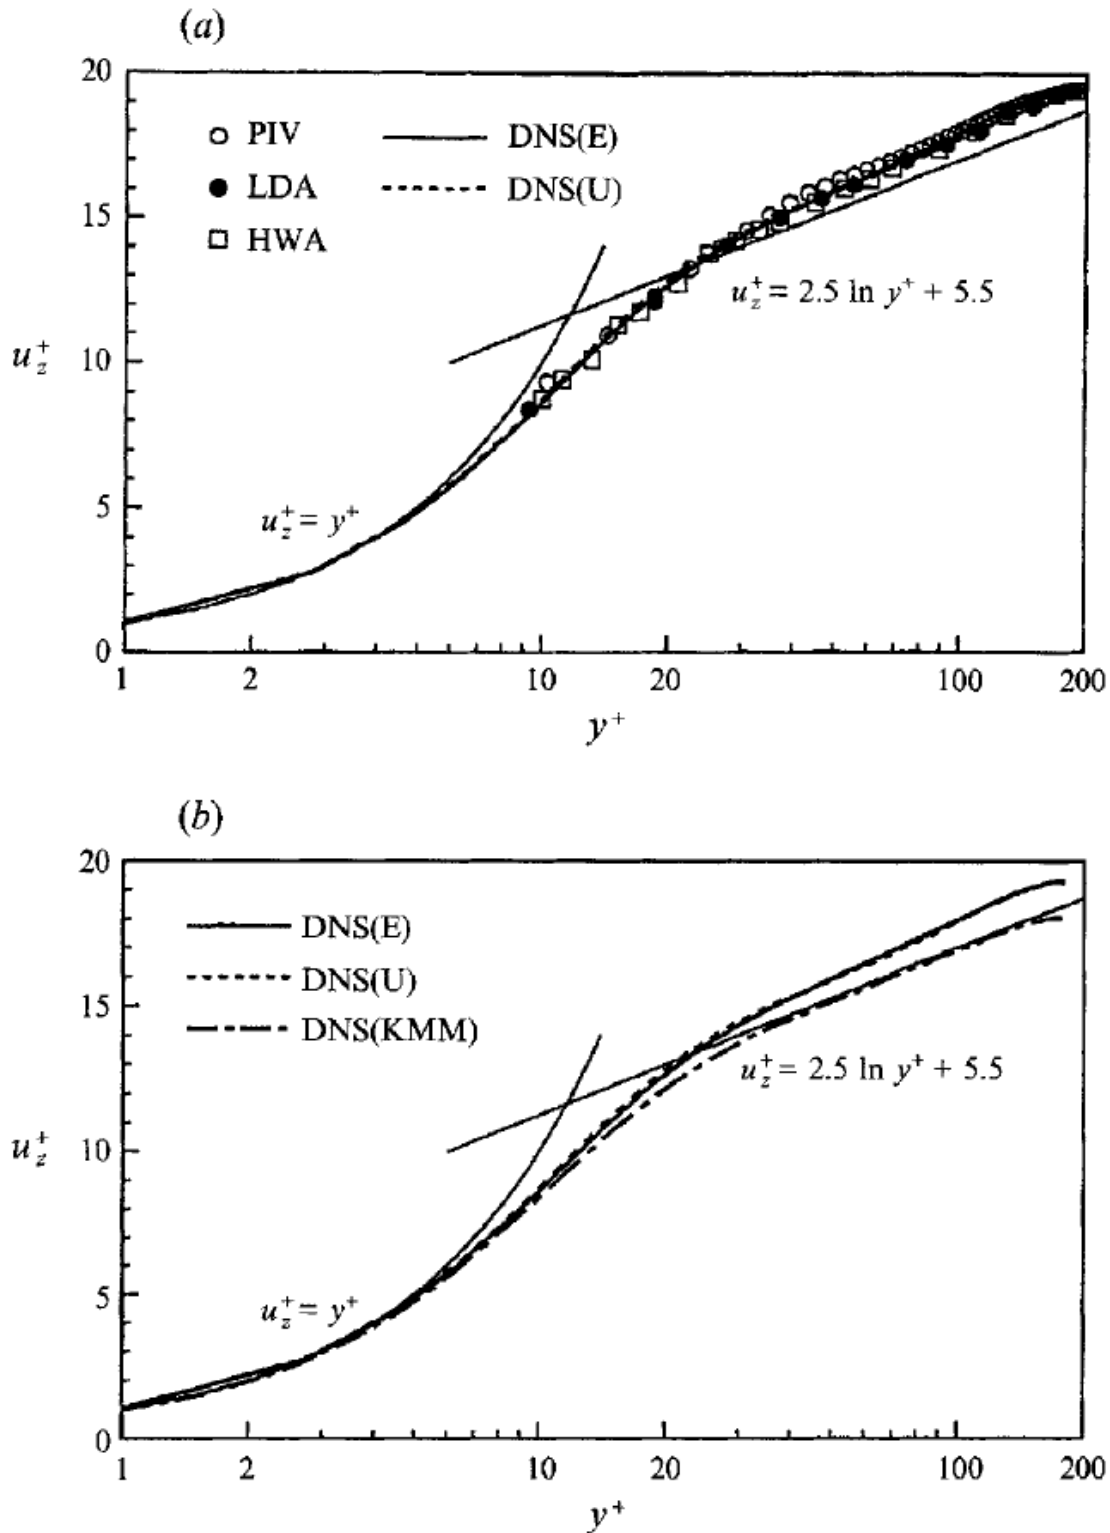 (a)
20
PIV
DNS(E)
LDA
DNS(U)
HWA
15
u_z^+ = 2.5 ln y^+ + 5.5
u_z^+
10
5
u_z^+ = y^+
0
1 2 10 20 100 200
y^+
(b)
20
DNS(E)
DNS(U)
15
DNS(KMM)
u_z^+ = 2.5 ln y^+ + 5.5
u_z^+
10
5
u_z^+ = y^+
0
1 2 10 20 100 200
y^+